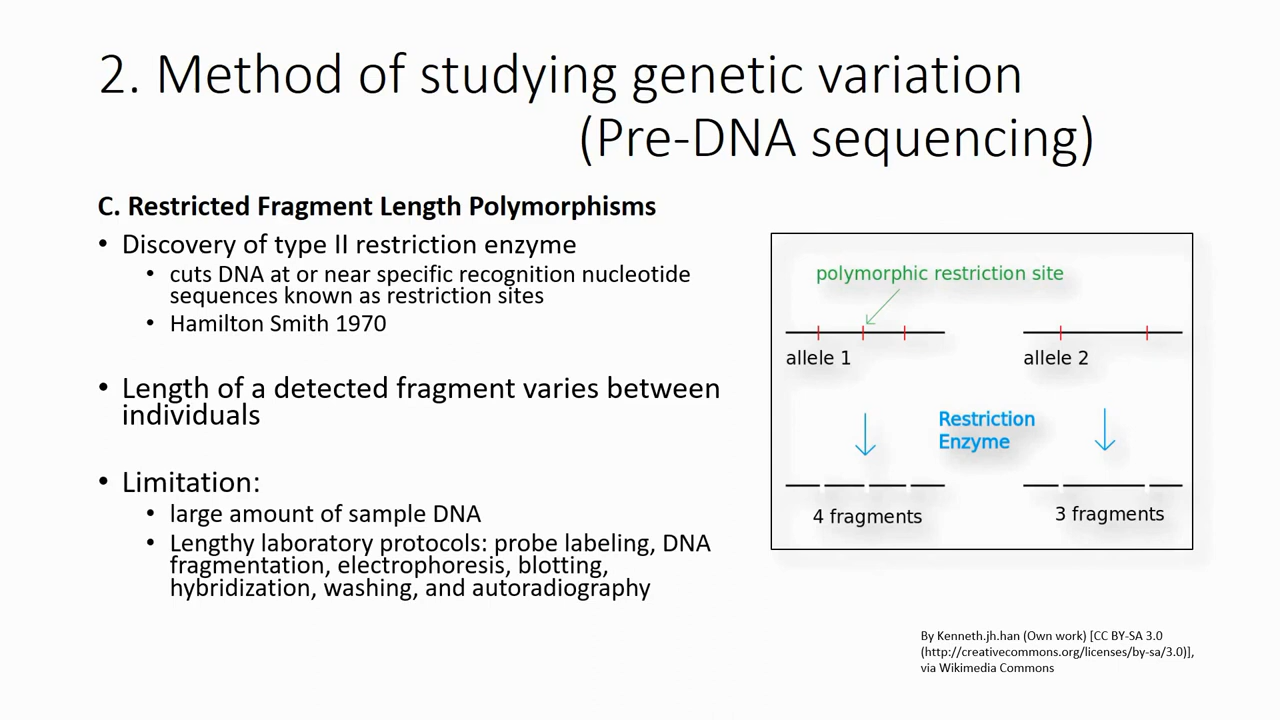 2. Method of studying genetic variation
(Pre-DNA sequencing)
C. Restricted Fragment Length Polymorphisms
• Discovery of type II restriction enzyme
• cuts DNA at or near specific recognition nucleotide
sequences known as restriction sites
• Hamilton Smith 1970
• Length of a detected fragment varies between
individuals
• Limitation:
• large amount of sample DNA
• Lengthy laboratory protocols: probe labeling, DNA
fragmentation, electrophoresis, blotting,
hybridization, washing, and autoradiography
polymorphic restriction site
allele 1
allele 2
Restriction
Enzyme
4 fragments
3 fragments
By Kenneth.jh.han (Own work) [CC BY-SA 3.0
(http://creativecommons.org/licenses/by-sa/3.0)],
via Wikimedia Commons